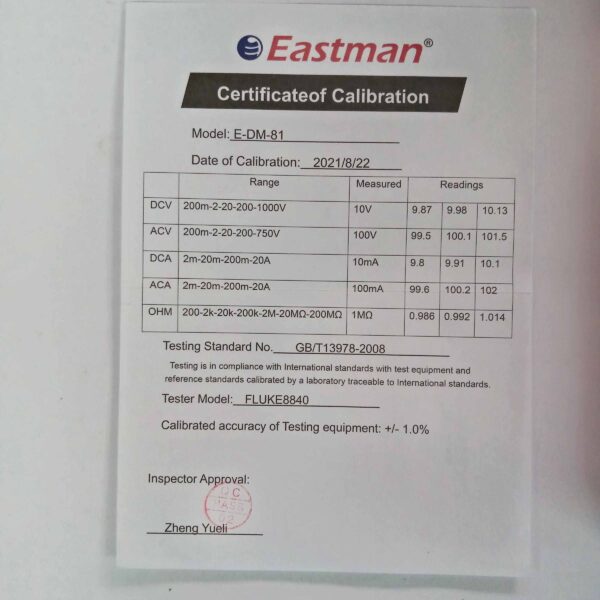 Eastman®
Certificateof Calibration
Model: E-DM-81
Date of Calibration: 2021/8/22
Range Measured Readings
DCV 200m-2-20-200-1000V 10V 9.87 9.98 10.13
ACV 200m-2-20-200-750V 100V 99.5 100.1 101.5
DCA 2m-20m-200m-20A 10mA 9.8 9.91 10.1
ACA 2m-20m-200m-20A 100mA 99.6 100.2 102
OHM 200-2k-20k-200k-2M-20MΩ-200MΩ 1MΩ 0.986 0.992 1.014
Testing Standard No. GB/T13978-2008
Testing is in compliance with International standards with test equipment and
reference standards calibrated by a laboratory traceable to International standards.
Tester Model: FLUKE8840
Calibrated accuracy of Testing equipment: +/- 1.0%
Inspector Approval:
QC
PASS
02
Zheng Yueli